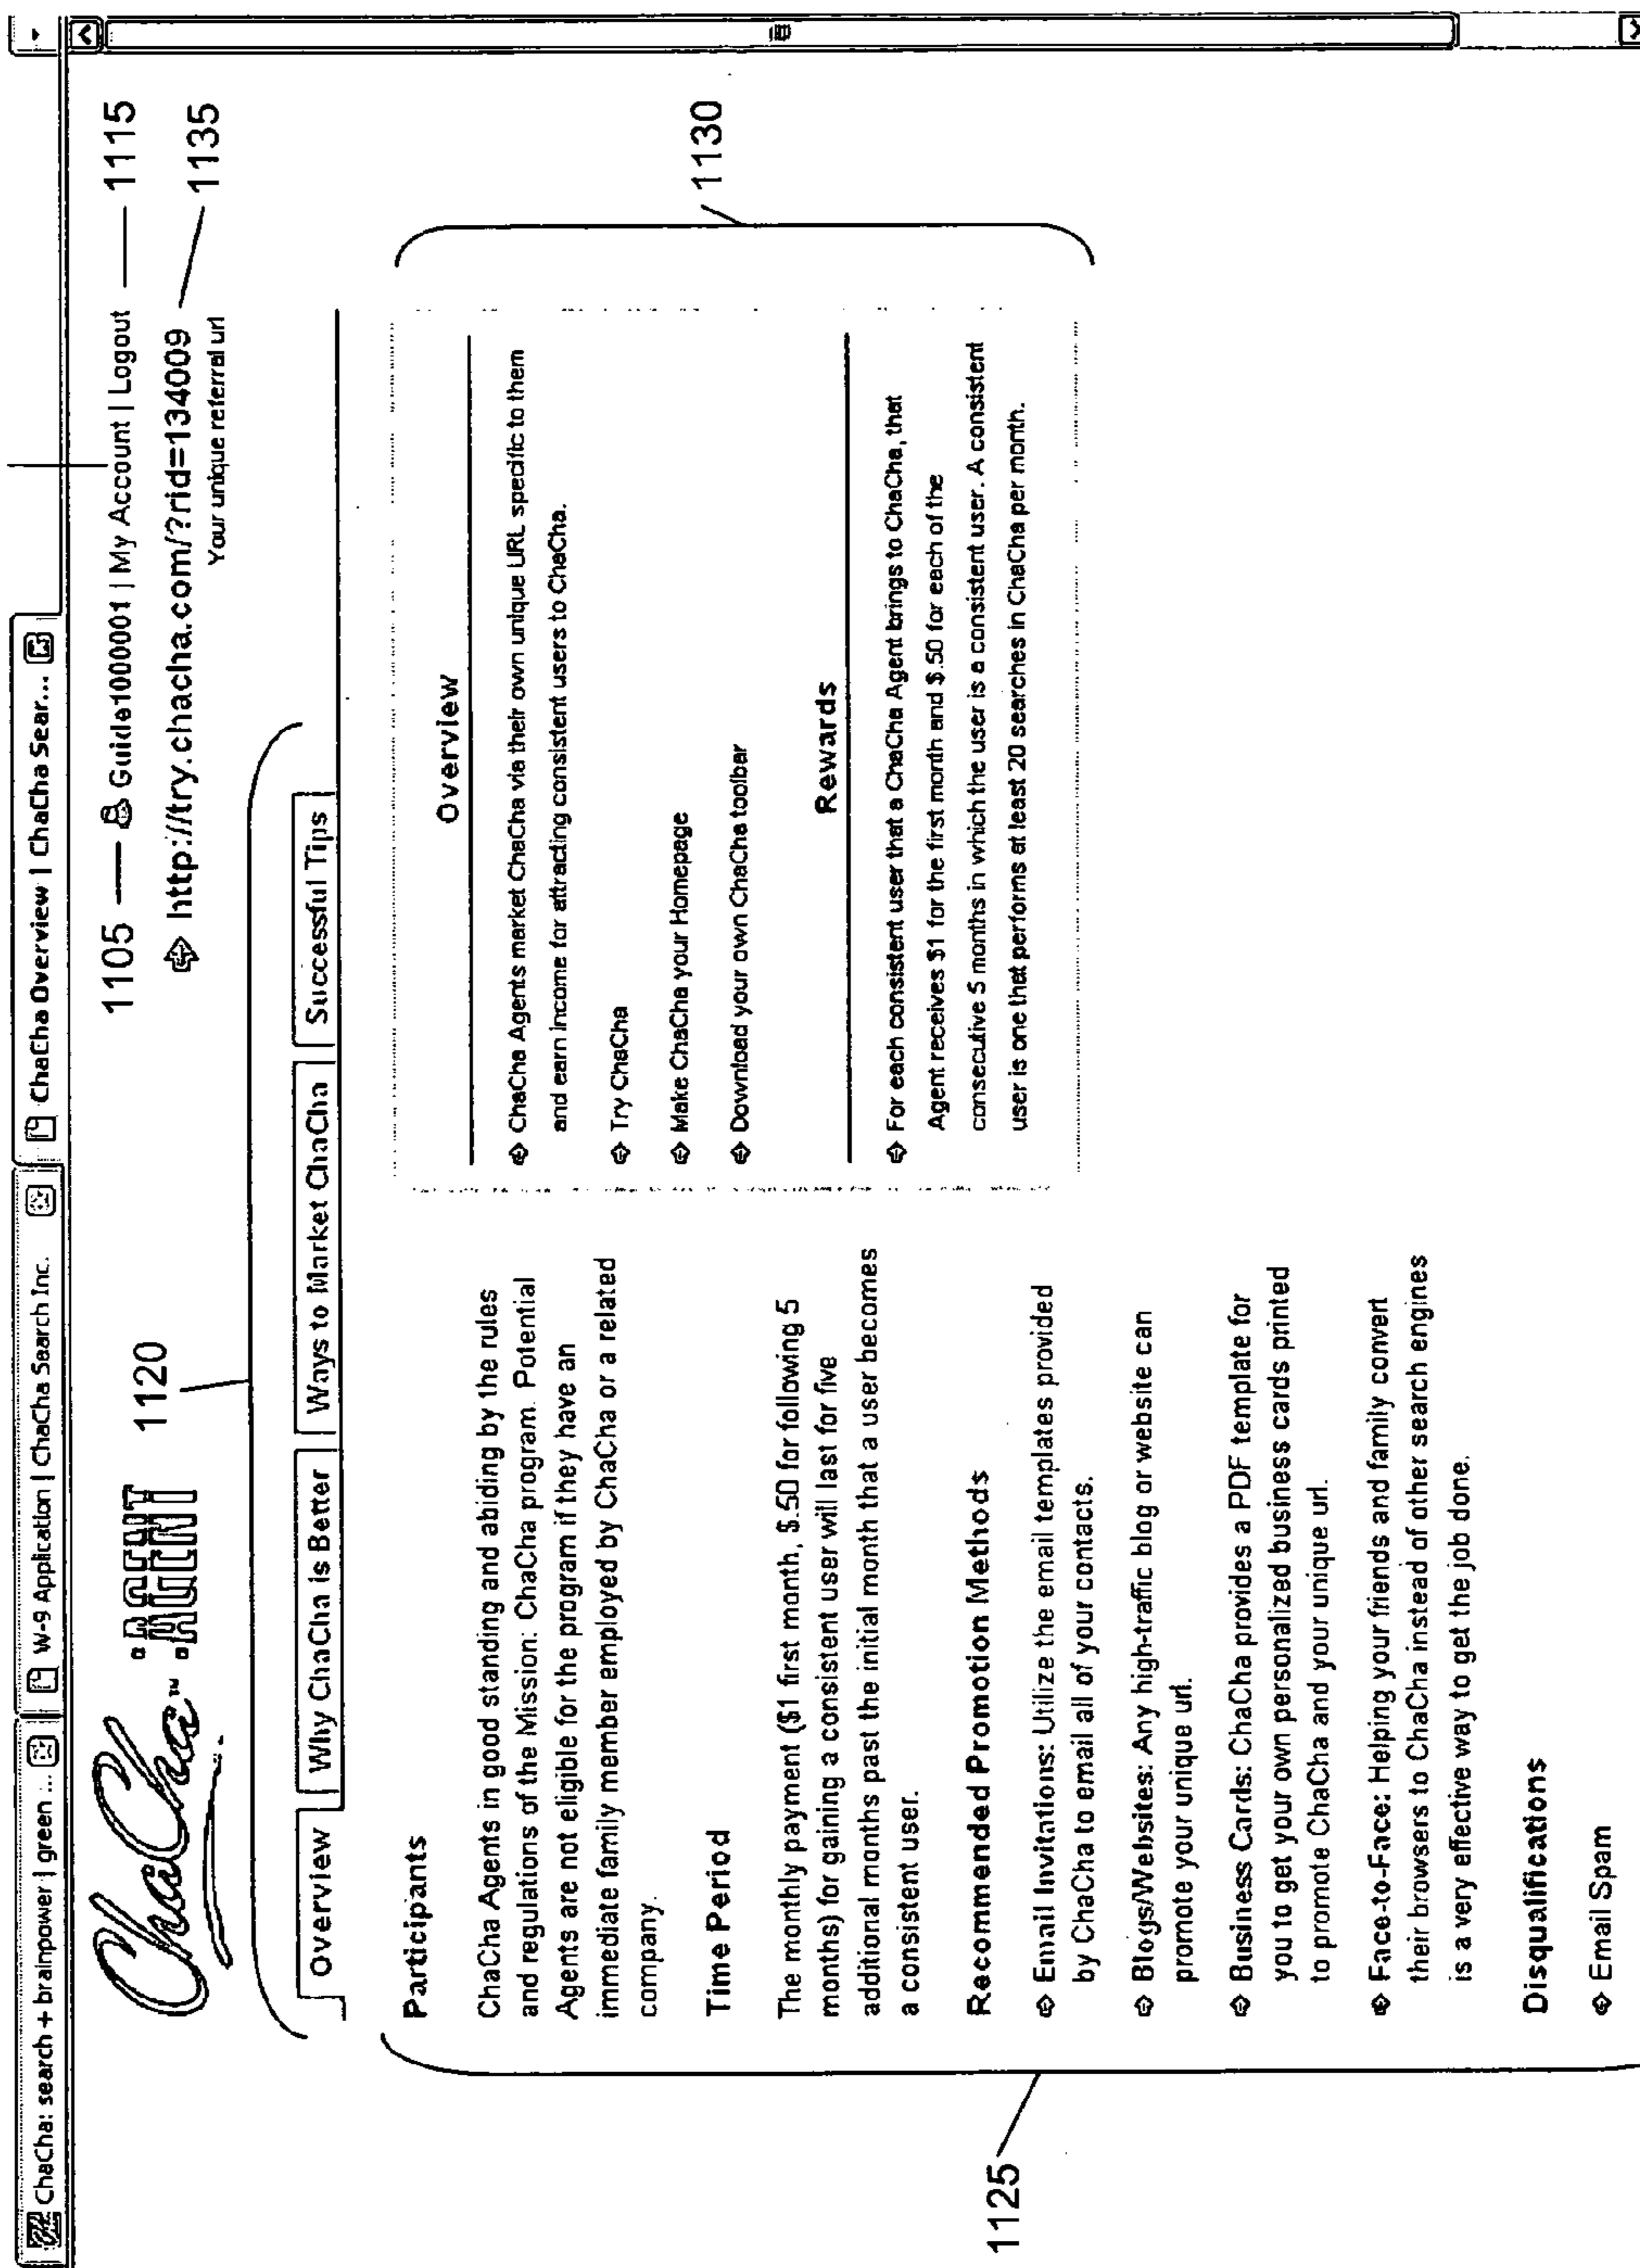 ChaCha: search + brainpower | green ...
W-9 Application | ChaCha Search Inc.
ChaCha Overview | ChaCha Sear...
ChaCha™ AGENT
1120
1105
Guide1000001 | My Account | Logout
1115
http://try.chacha.com/?rid=134009
1135
Your unique referral url
Overview
Why ChaCha is Better
Ways to Market ChaCha
Successful Tips
1125
Participants
ChaCha Agents in good standing and abiding by the rules
and regulations of the Mission: ChaCha program. Potential
Agents are not eligible for the program if they have an
immediate family member employed by ChaCha or a related
company.
Time Period
The monthly payment ($1 first month, $.50 for following 5
months) for gaining a consistent user will last for five
additional months past the initial month that a user becomes
a consistent user.
Recommended Promotion Methods
Email Invitations: Utilize the email templates provided
by ChaCha to email all of your contacts.
Blogs/Websites: Any high-traffic blog or website can
promote your unique url.
Business Cards: ChaCha provides a PDF template for
you to get your own personalized business cards printed
to promote ChaCha and your unique url.
Face-to-Face: Helping your friends and family convert
their browsers to ChaCha instead of other search engines
is a very effective way to get the job done.
Disqualifications
Email Spam
Overview
ChaCha Agents market ChaCha via their own unique URL specific to them
and earn income for attracting consistent users to ChaCha.
Try ChaCha
Make ChaCha your Homepage
Download your own ChaCha toolbar
Rewards
For each consistent user that a ChaCha Agent brings to ChaCha, that
Agent receives $1 for the first month and $.50 for each of the
consecutive 5 months in which the user is a consistent user. A consistent
user is one that performs at least 20 searches in ChaCha per month.
1130